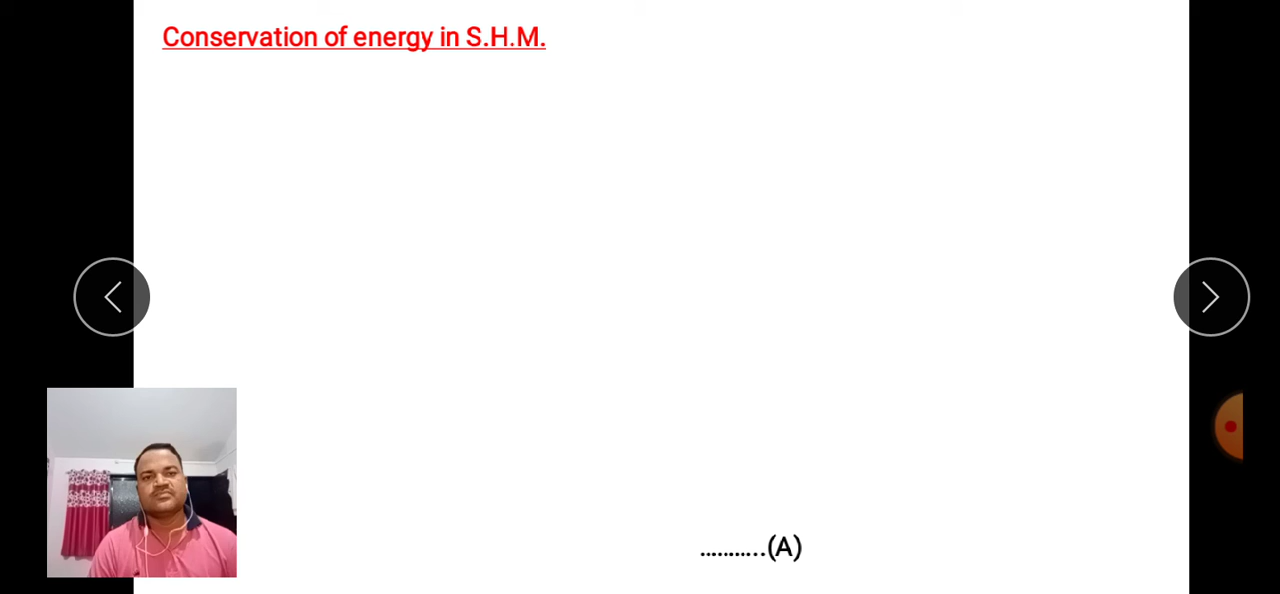 Conservation of energy in S.H.M.
...........(A)